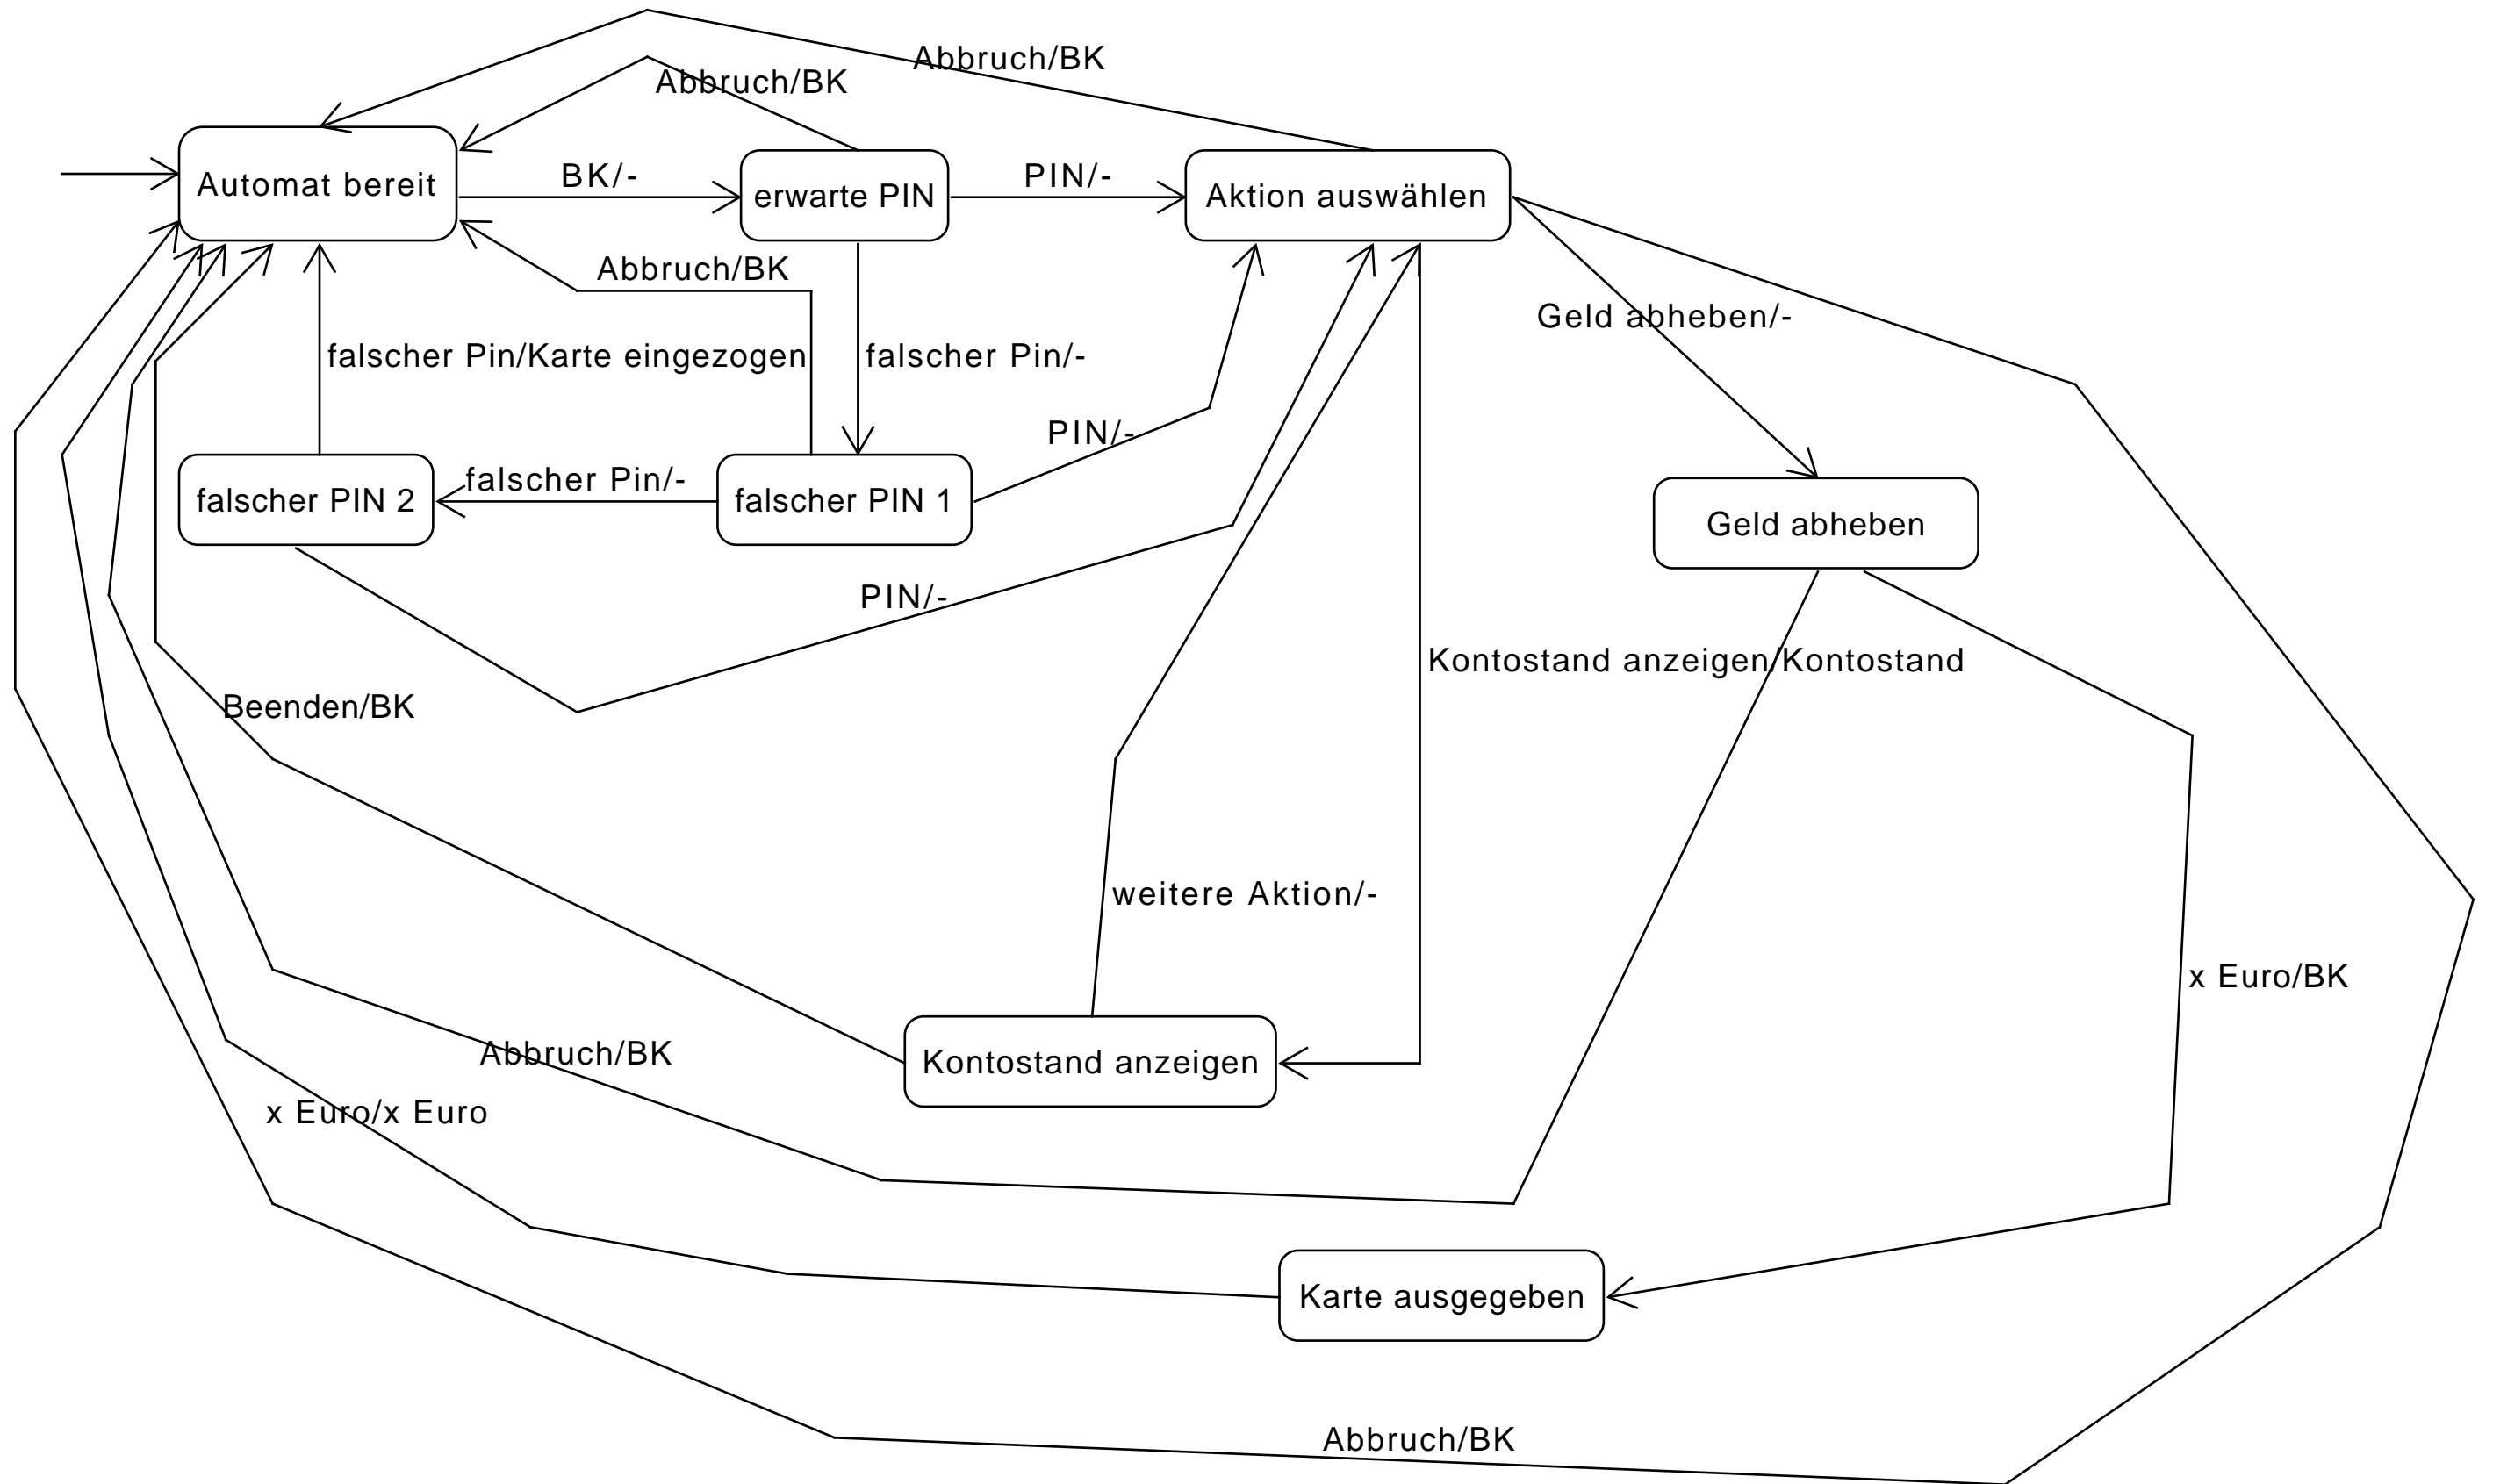 Abbruch/BK
Abbruch/BK
Automat bereit
BK/-
erwarte PIN
PIN/-
Aktion auswählen
Abbruch/BK
Geld abheben/-
falscher Pin/Karte eingezogen
falscher Pin/-
PIN/-
falscher PIN 2
falscher Pin/-
falscher PIN 1
Geld abheben
PIN/-
Kontostand anzeigen/Kontostand
Beenden/BK
weitere Aktion/-
x Euro/BK
Abbruch/BK
Kontostand anzeigen
x Euro/x Euro
Karte ausgegeben
Abbruch/BK